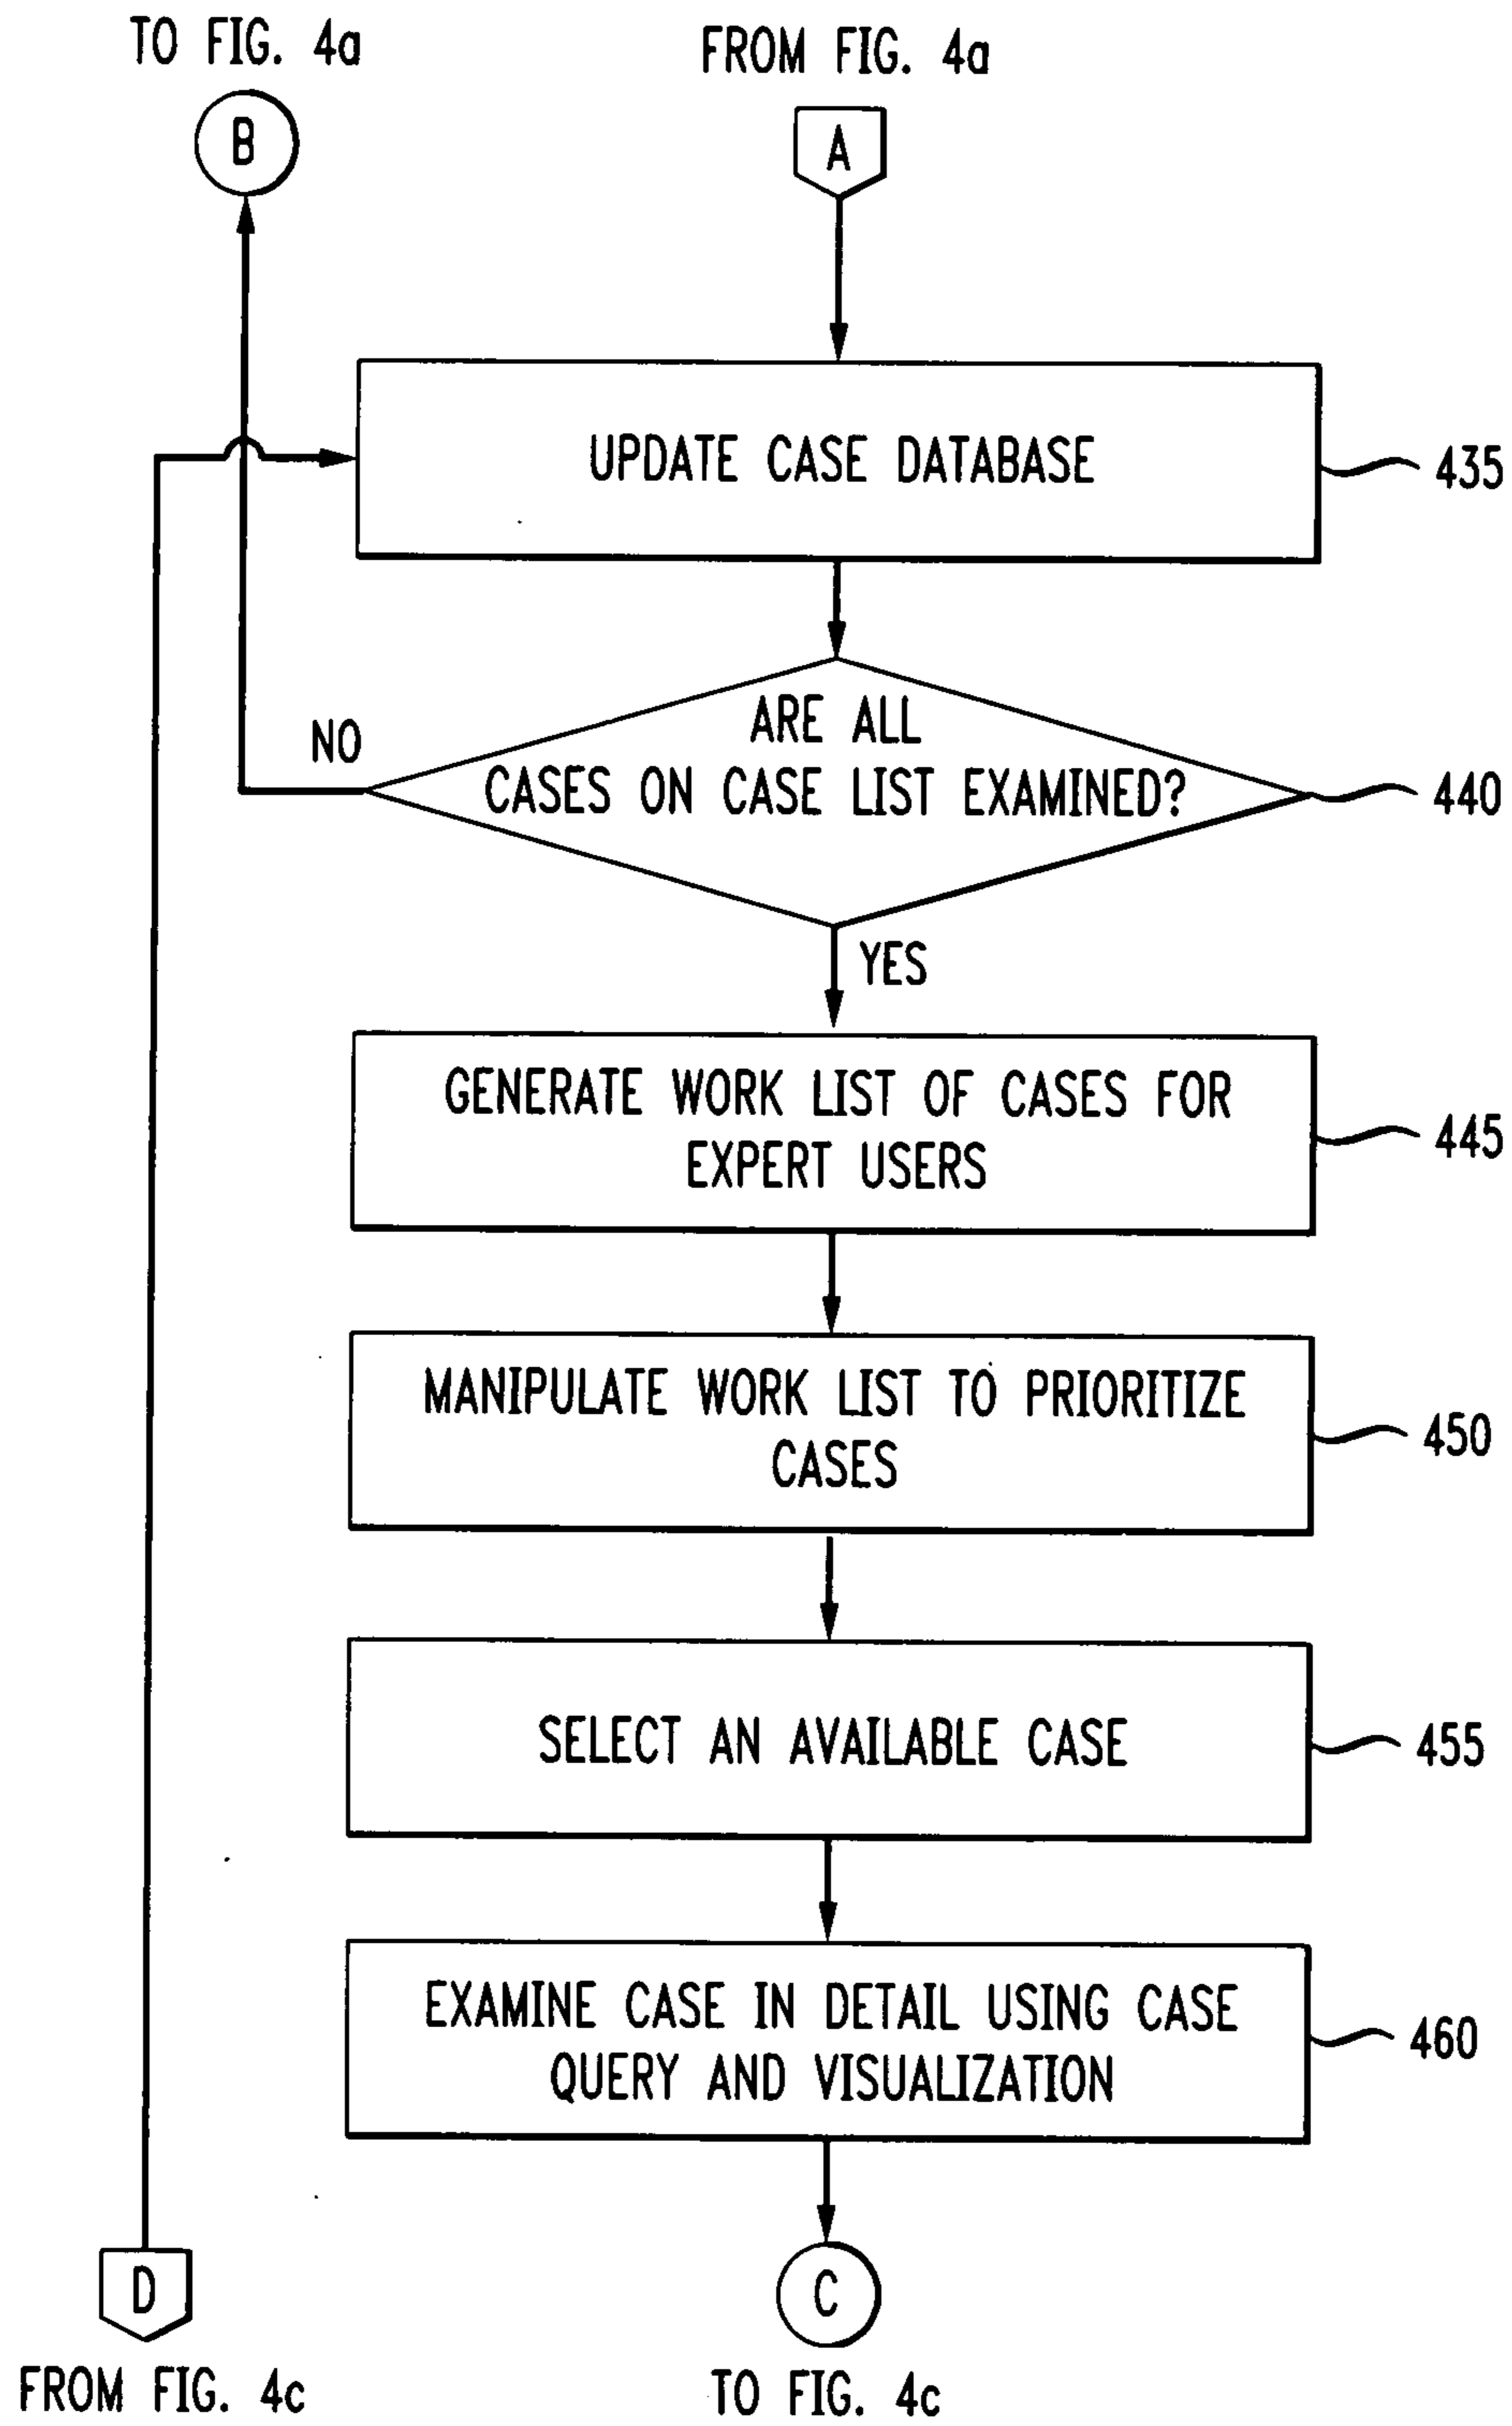 TO FIG. 4a
FROM FIG. 4a
B
A
UPDATE CASE DATABASE
435
ARE ALL
NO
CASES ON CASE LIST EXAMINED?
440
YES
GENERATE WORK LIST OF CASES FOR
EXPERT USERS
445
MANIPULATE WORK LIST TO PRIORITIZE
CASES
450
SELECT AN AVAILABLE CASE
455
EXAMINE CASE IN DETAIL USING CASE
QUERY AND VISUALIZATION
460
D
C
FROM FIG. 4c
TO FIG. 4c